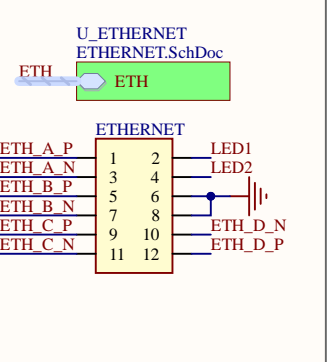 U_ETHERNET
ETHERNET.SchDoc
ETH
ETH
ETHERNET
ETH_A_P 1 2 LED1
ETH_A_N 3 4 LED2
ETH_B_P 5 6
ETH_B_N 7 8
ETH_C_P 9 10 ETH_D_N
ETH_C_N 11 12 ETH_D_P